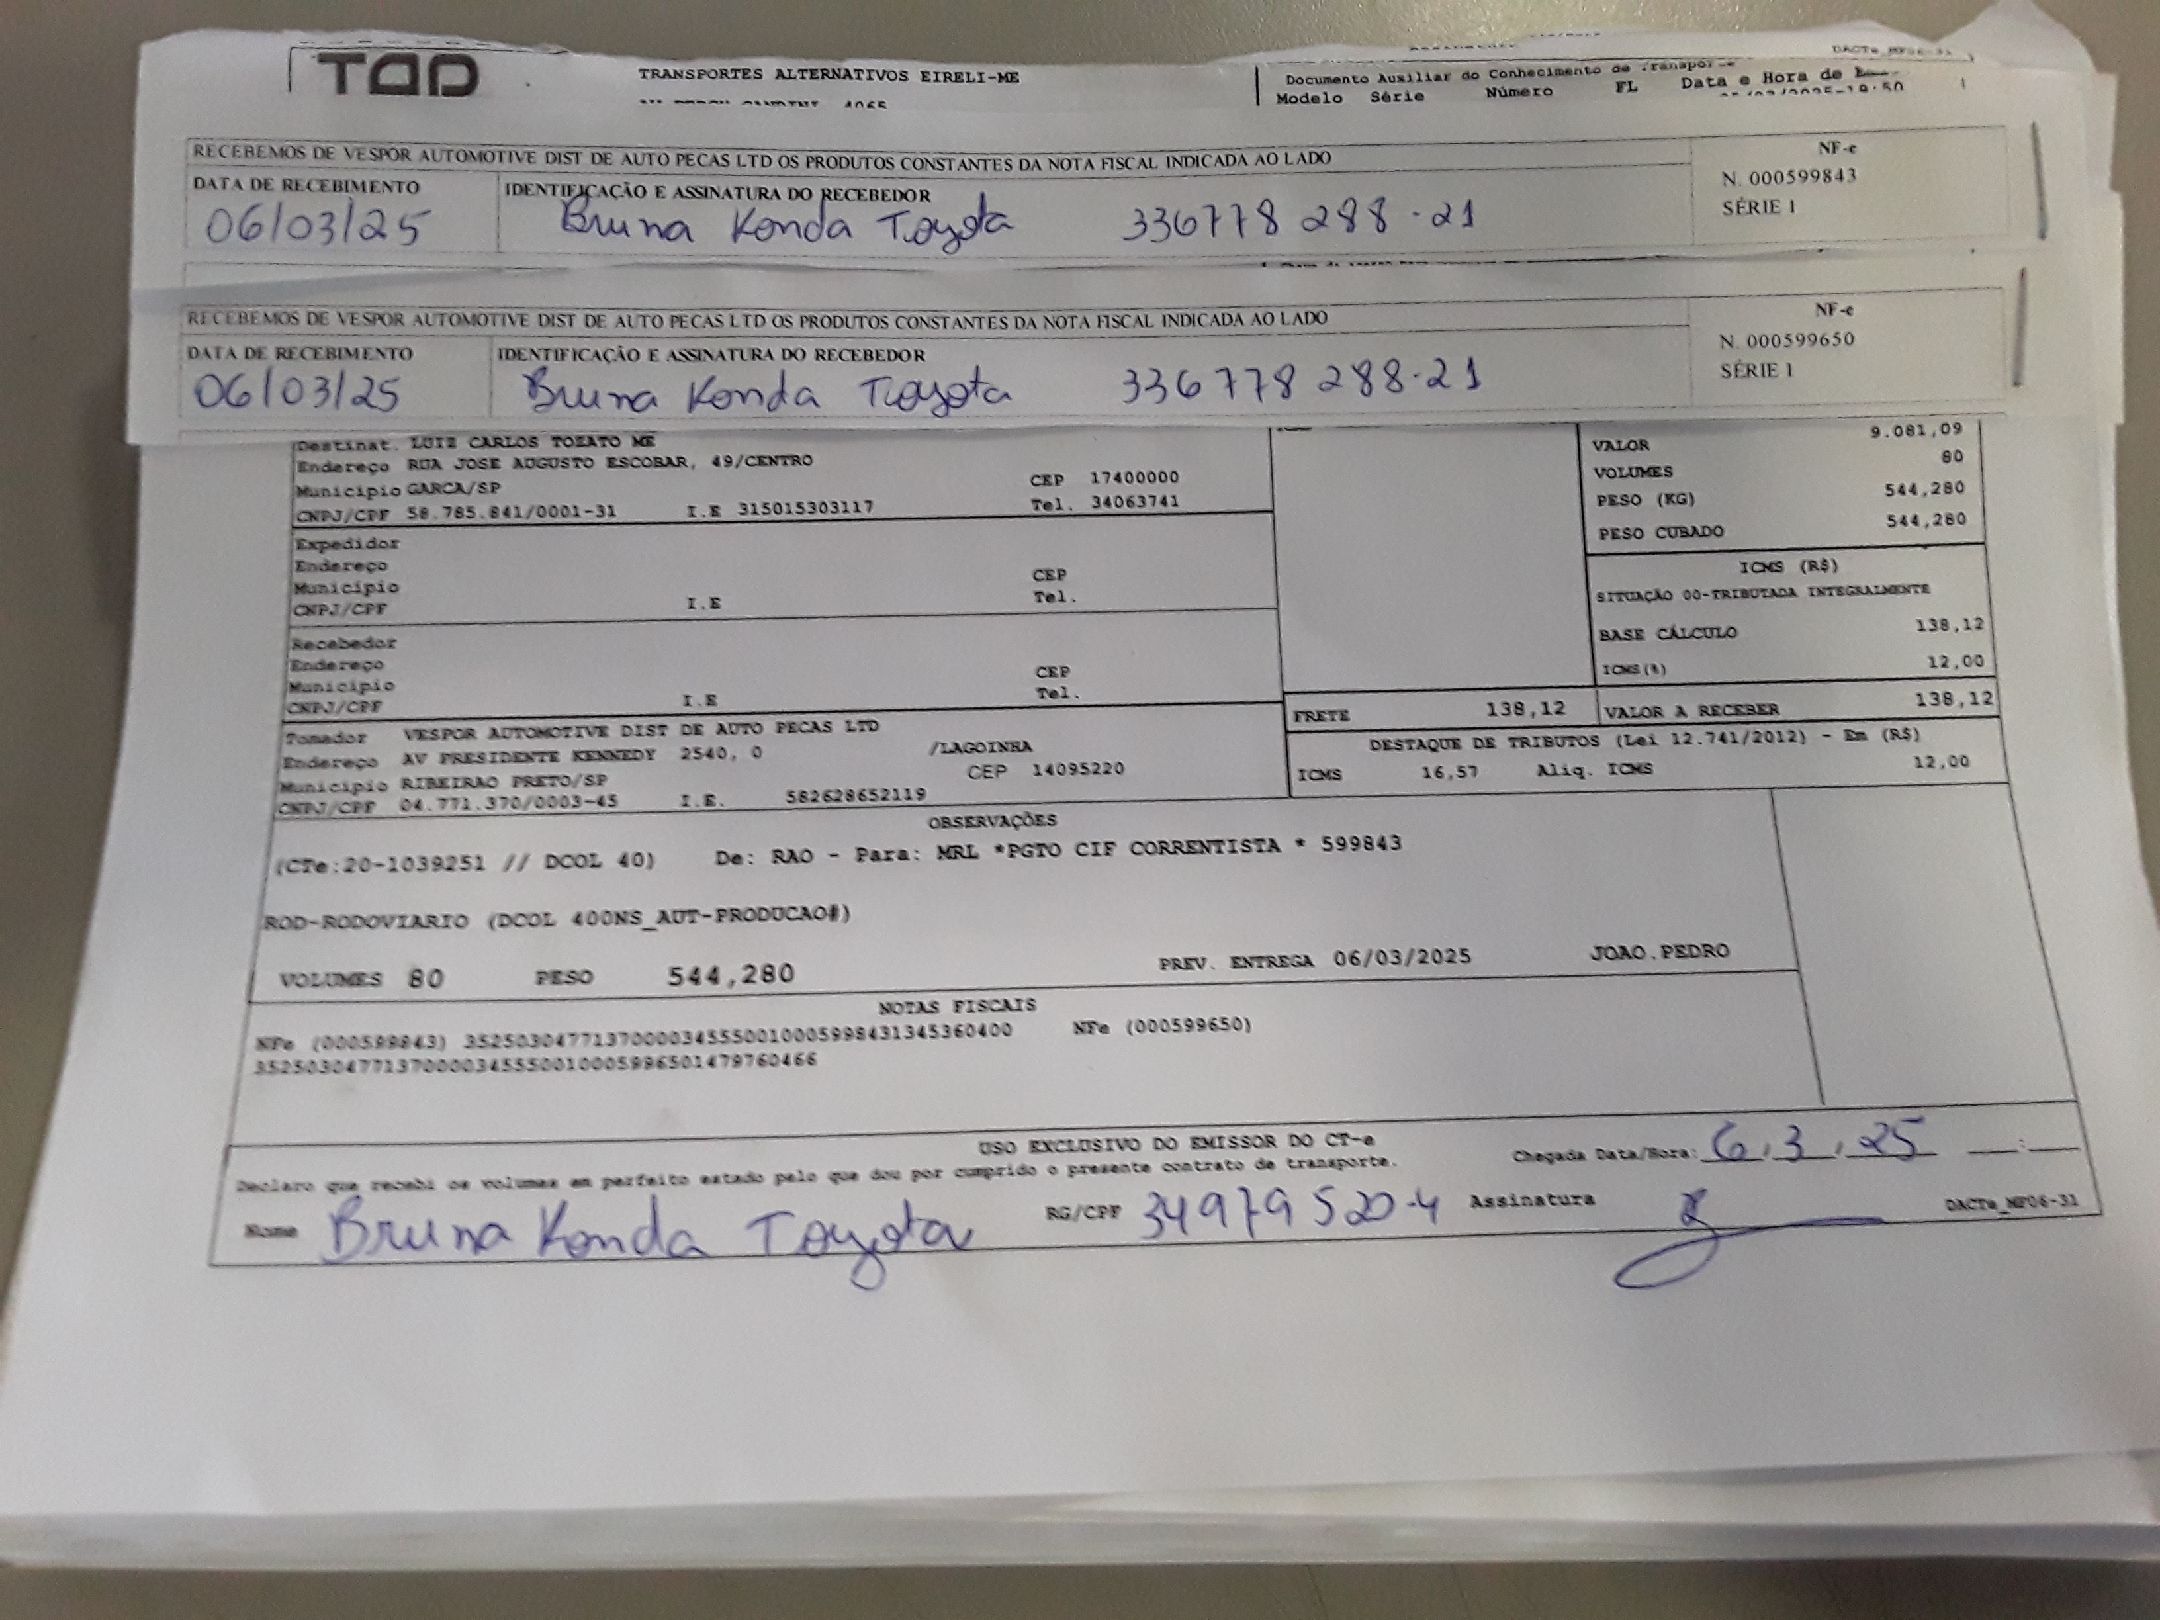 TAD
TRANSPORTES ALTERNATIVOS EIRELI-ME
Documento Auxiliar do Conhecimento de Transporte
DACTe_MF06-31
Modelo Série Número FL Data e Hora de
RECEBEMOS DE VESPOR AUTOMOTIVE DIST DE AUTO PECAS LTD OS PRODUTOS CONSTANTES DA NOTA FISCAL INDICADA AO LADO
NF-e
N. 000599843
SÉRIE 1
DATA DE RECEBIMENTO
IDENTIFICAÇÃO E ASSINATURA DO RECEBEDOR
06/03/25
Bruna Konda Toyota 336778 288-21
RECEBEMOS DE VESPOR AUTOMOTIVE DIST DE AUTO PECAS LTD OS PRODUTOS CONSTANTES DA NOTA FISCAL INDICADA AO LADO
NF-e
N. 000599650
SÉRIE 1
DATA DE RECEBIMENTO
IDENTIFICAÇÃO E ASSINATURA DO RECEBEDOR
06/03/25
Bruna Konda Toyota 336778 288-21
Destinat. LUIZ CARLOS TOZATO ME
Endereço RUA JOSE AUGUSTO ESCOBAR, 49/CENTRO
Município GARCA/SP CEP 17400000
CNPJ/CPF 58.785.841/0001-31 I.E 315015303117 Tel. 34063741
VALOR 9.081,09
VOLUMES 80
PESO (KG) 544,280
PESO CUBADO 544,280
Expedidor
Endereço
Município CEP
CNPJ/CPF I.E Tel.
ICMS (R$)
SITUAÇÃO 00-TRIBUTADA INTEGRALMENTE
BASE CÁLCULO 138,12
ICMS(%) 12,00
Recebedor
Endereço
Município CEP
CNPJ/CPF I.E Tel.
FRETE 138,12 VALOR A RECEBER 138,12
Tomador VESPOR AUTOMOTIVE DIST DE AUTO PECAS LTD
Endereço AV PRESIDENTE KENNEDY 2540, 0 /LAGOINHA
Município RIBEIRAO PRETO/SP CEP 14095220
CNPJ/CPF 04.771.370/0003-45 I.E. 582628652119
DESTAQUE DE TRIBUTOS (Lei 12.741/2012) - Em (R$)
ICMS 16,57 Aliq. ICMS 12,00
OBSERVAÇÕES
(CTe:20-1039251 // DCOL 40) De: RAO - Para: MRL *PGTO CIF CORRENTISTA * 599843
ROD-RODOVIARIO (DCOL 400NS_AUT-PRODUCAO#)
VOLUMES 80 PESO 544,280 PREV. ENTREGA 06/03/2025 JOAO.PEDRO
NOTAS FISCAIS
NFe (000599843) 35250304771370000345550010005998431345360400 NFe (000599650)
35250304771370000345550010005996501479760466
USO EXCLUSIVO DO EMISSOR DO CT-e
Declaro que recebi os volumes em perfeito estado pelo que dou por cumprido o presente contrato de transporte.
Chegada Data/Hora: 6.3.25 :
Nome Bruna Konda Toyota RG/CPF 34979520-4 Assinatura
DACTe_MF06-31